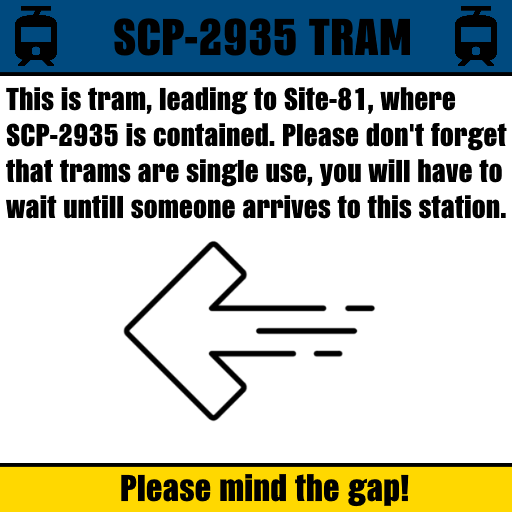 SCP-2935 TRAM
This is tram, leading to Site-81, where
SCP-2935 is contained. Please don't forget
that trams are single use, you will have to
wait untill someone arrives to this station.
Please mind the gap!